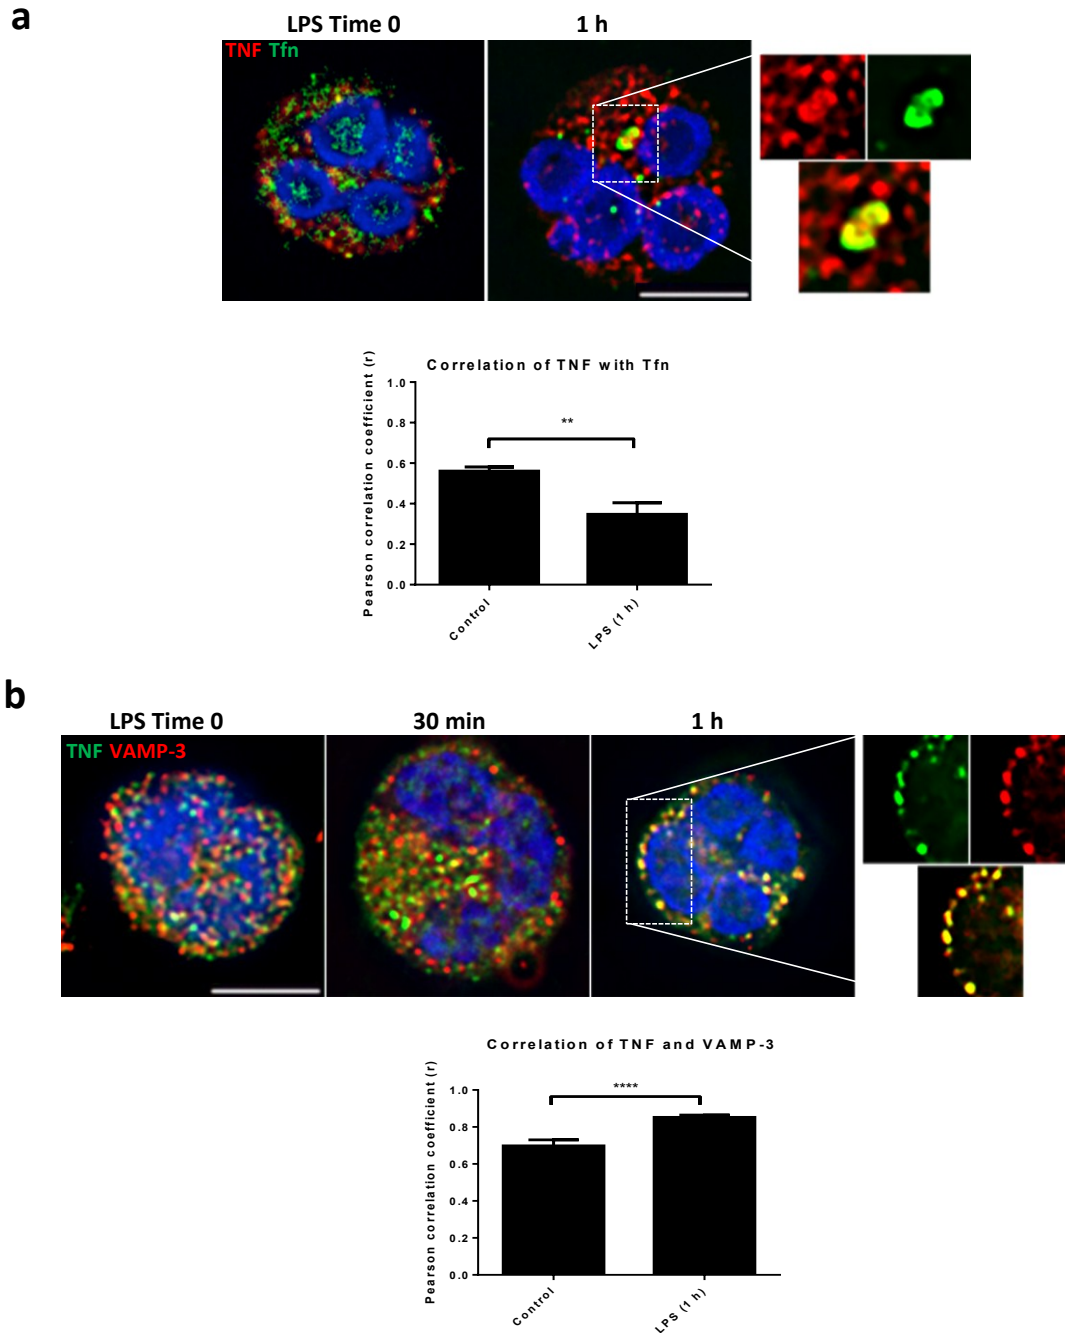 a
LPS Time 0 1 h
TNF Tfn
Correlation of TNF with Tfn
Pearson correlation coefficient (r)
1.0
**
0.8
0.6
0.4
0.2
0.0
Control LPS (1 h)
b
LPS Time 0 30 min 1 h
TNF VAMP-3
Correlation of TNF and VAMP-3
Pearson correlation coefficient (r)
1.0
****
0.8
0.6
0.4
0.2
0.0
Control LPS (1 h)